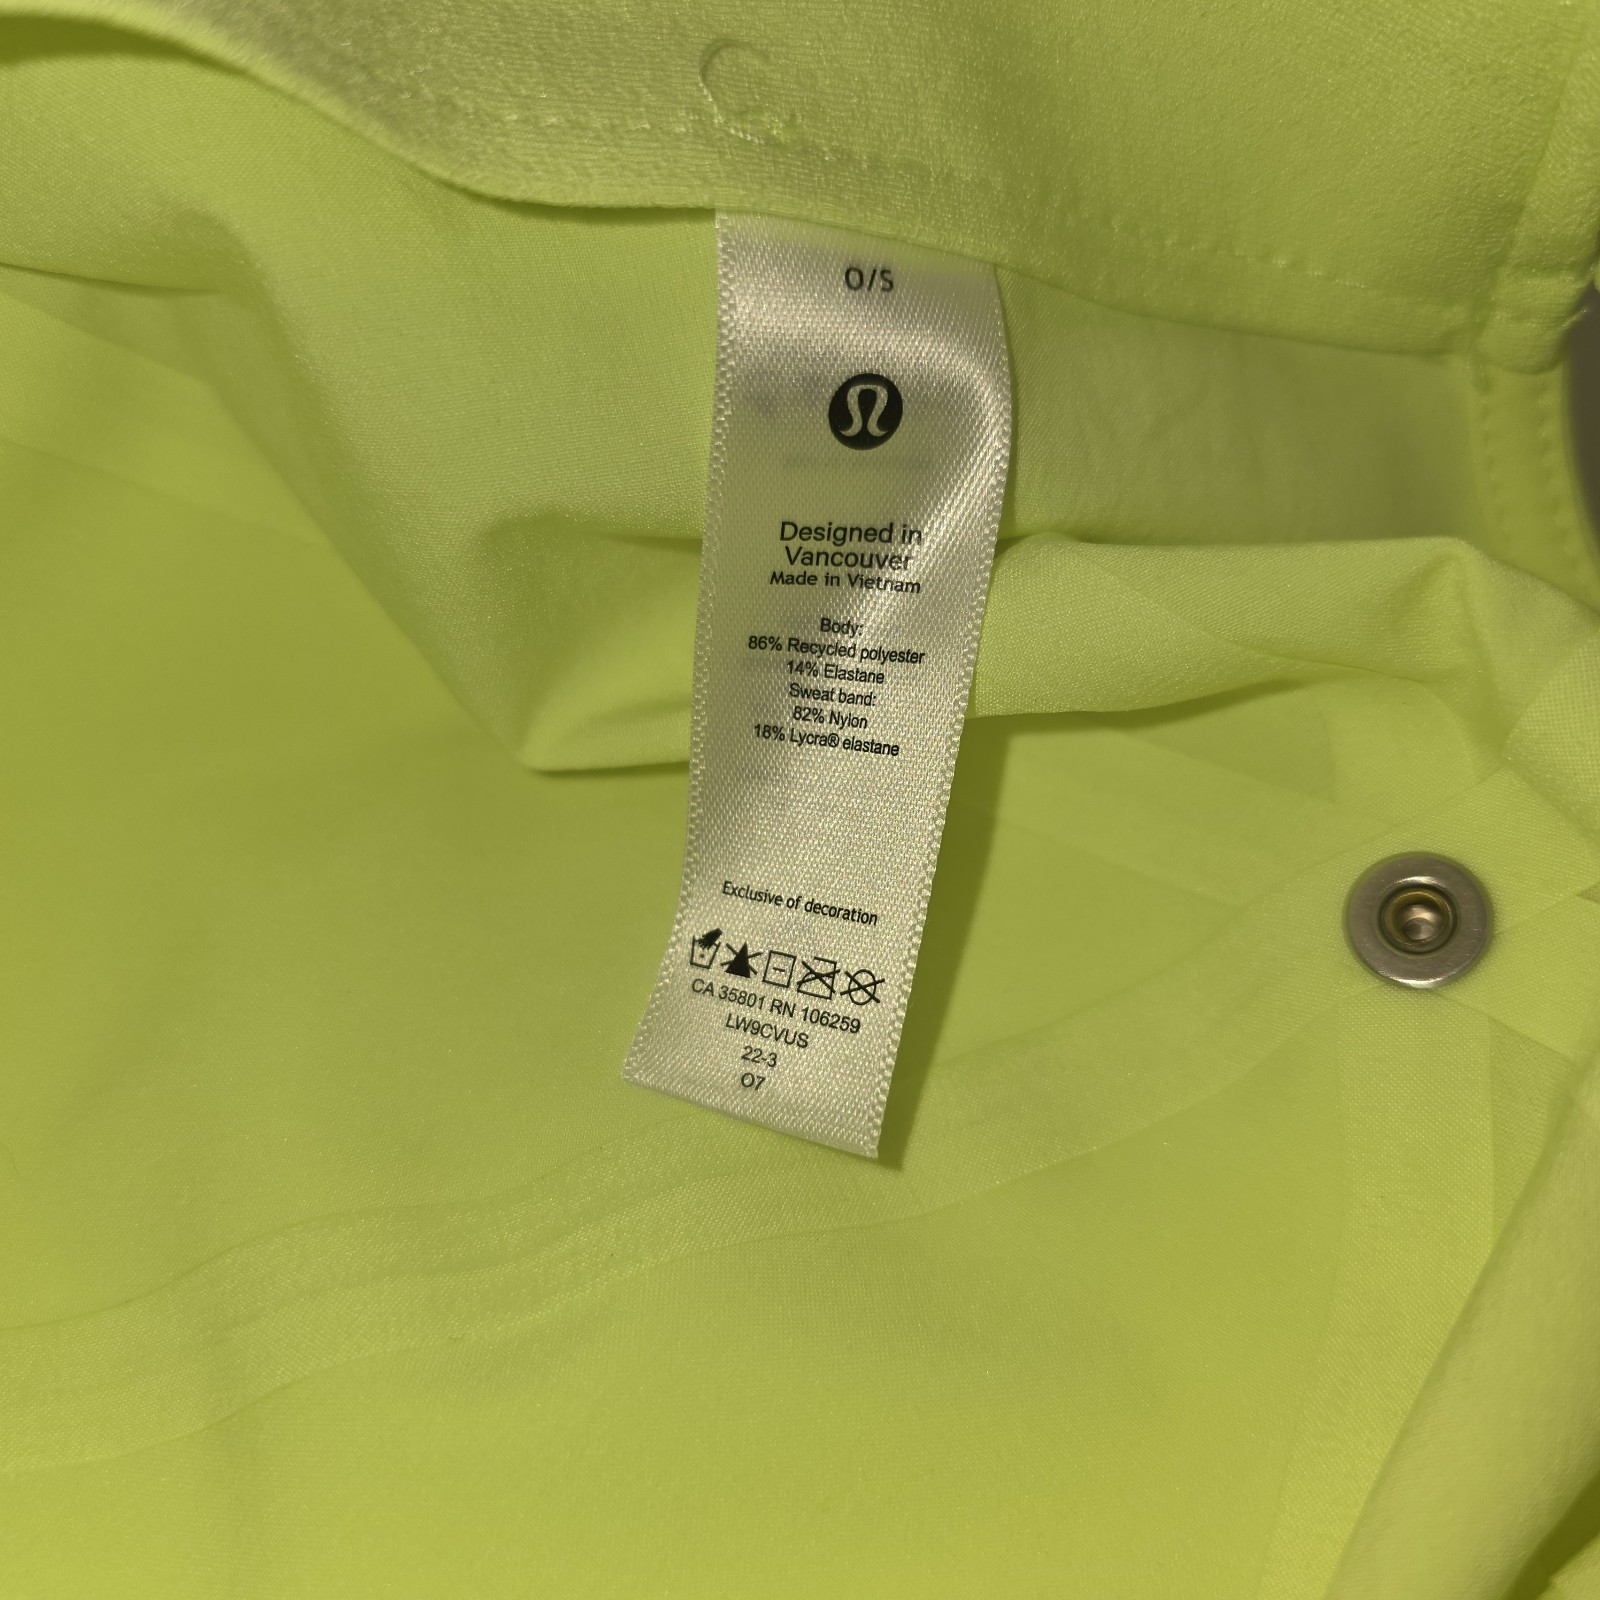 O/S
Designed in
Vancouver
Made in Vietnam
Body:
86% Recycled polyester
14% Elastane
Sweat band:
82% Nylon
18% Lycra® elastane
Exclusive of decoration
CA 35801 RN 106259
LW9CVUS
22-3
O7